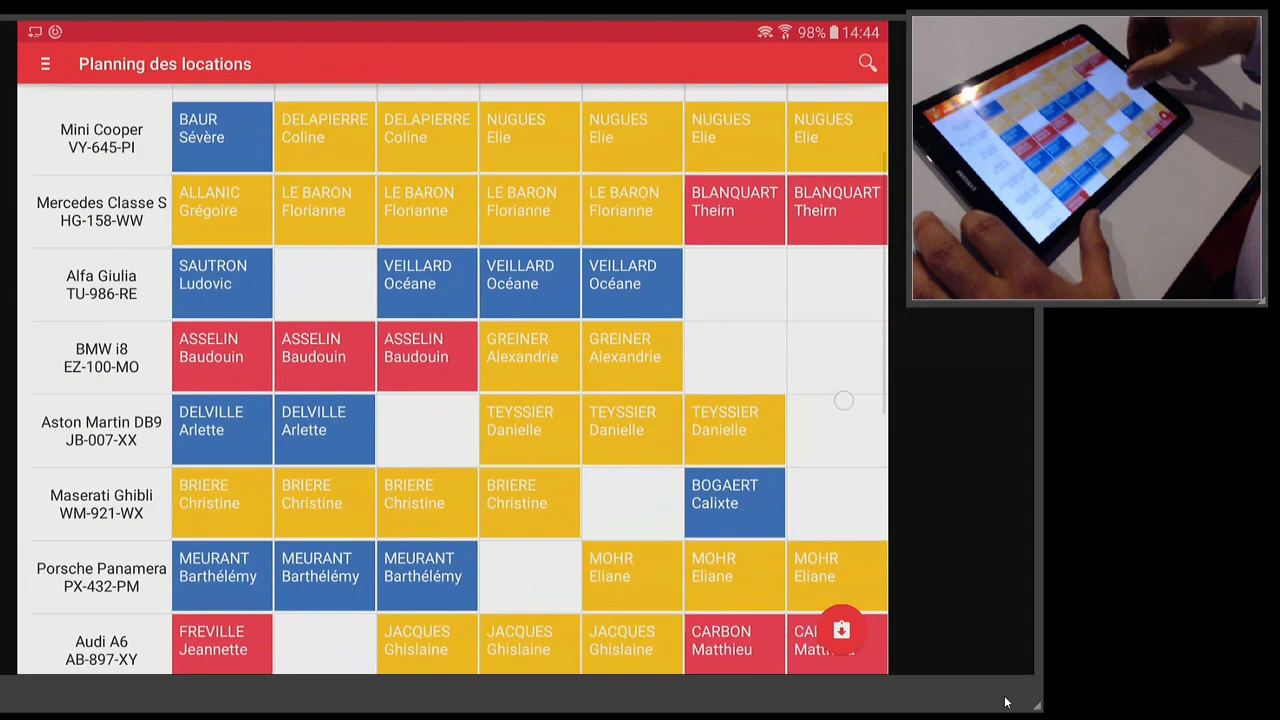 98% 14:44
Planning des locations
Mini Cooper
VY-645-PI
BAUR
Sévère
DELAPIERRE
Coline
DELAPIERRE
Coline
NUGUES
Elie
NUGUES
Elie
NUGUES
Elie
NUGUES
Elie
Mercedes Classe S
HG-158-WW
ALLANIC
Grégoire
LE BARON
Florianne
LE BARON
Florianne
LE BARON
Florianne
LE BARON
Florianne
BLANQUART
Theirn
BLANQUART
Theirn
Alfa Giulia
TU-986-RE
SAUTRON
Ludovic
VEILLARD
Océane
VEILLARD
Océane
VEILLARD
Océane
BMW i8
EZ-100-MO
ASSELIN
Baudouin
ASSELIN
Baudouin
ASSELIN
Baudouin
GREINER
Alexandrie
GREINER
Alexandrie
Aston Martin DB9
JB-007-XX
DELVILLE
Arlette
DELVILLE
Arlette
TEYSSIER
Danielle
TEYSSIER
Danielle
TEYSSIER
Danielle
Maserati Ghibli
WM-921-WX
BRIERE
Christine
BRIERE
Christine
BRIERE
Christine
BRIERE
Christine
BOGAERT
Calixte
Porsche Panamera
PX-432-PM
MEURANT
Barthélémy
MEURANT
Barthélémy
MEURANT
Barthélémy
MOHR
Eliane
MOHR
Eliane
MOHR
Eliane
Audi A6
AB-897-XY
FREVILLE
Jeannette
JACQUES
Ghislaine
JACQUES
Ghislaine
JACQUES
Ghislaine
CARBON
Matthieu